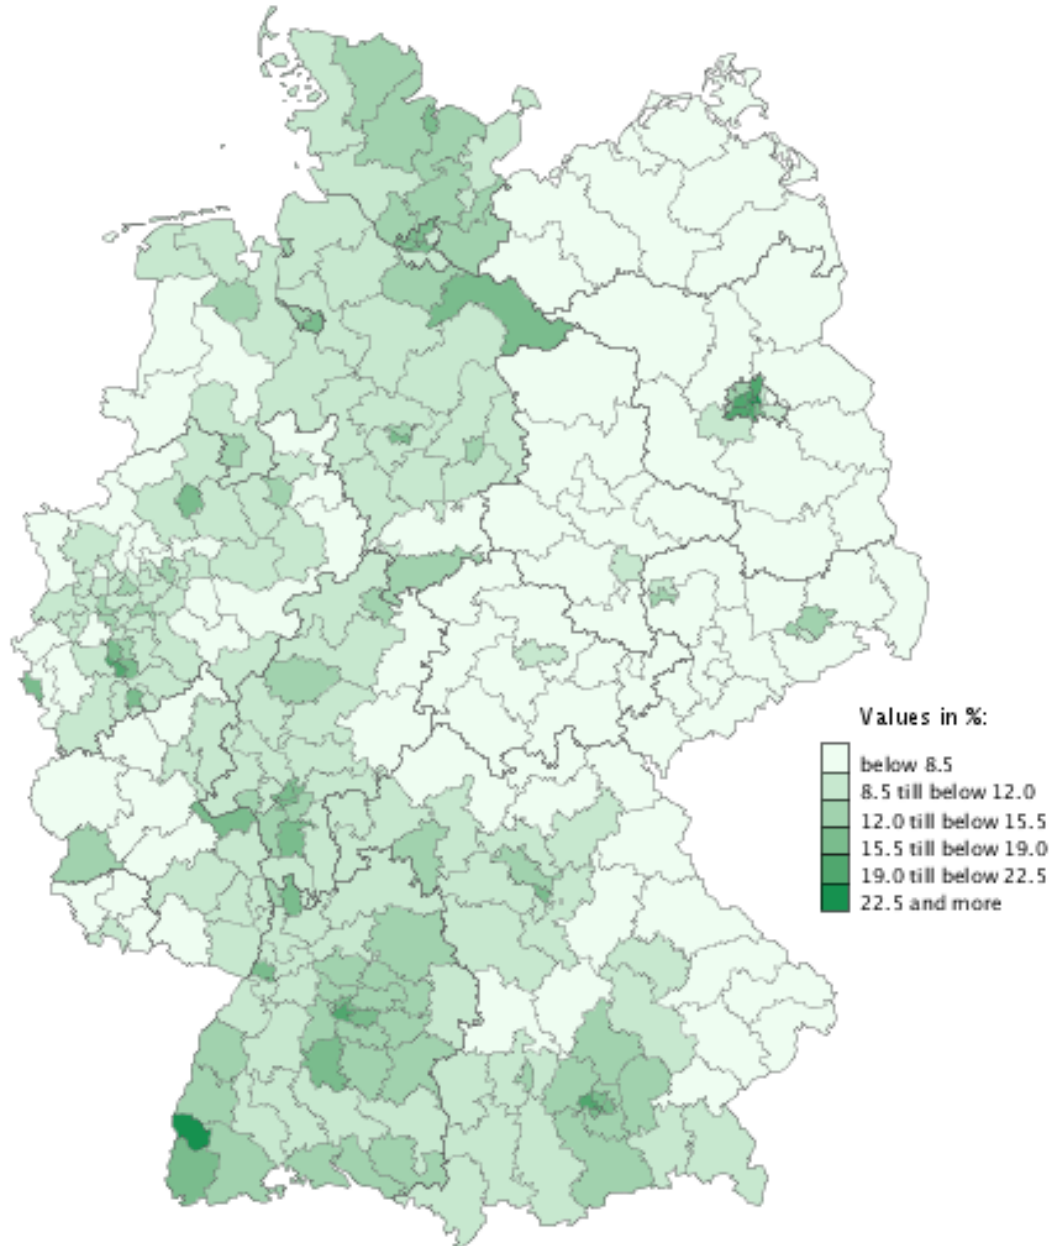 Values in %:
below 8.5
8.5 till below 12.0
12.0 till below 15.5
15.5 till below 19.0
19.0 till below 22.5
22.5 and more